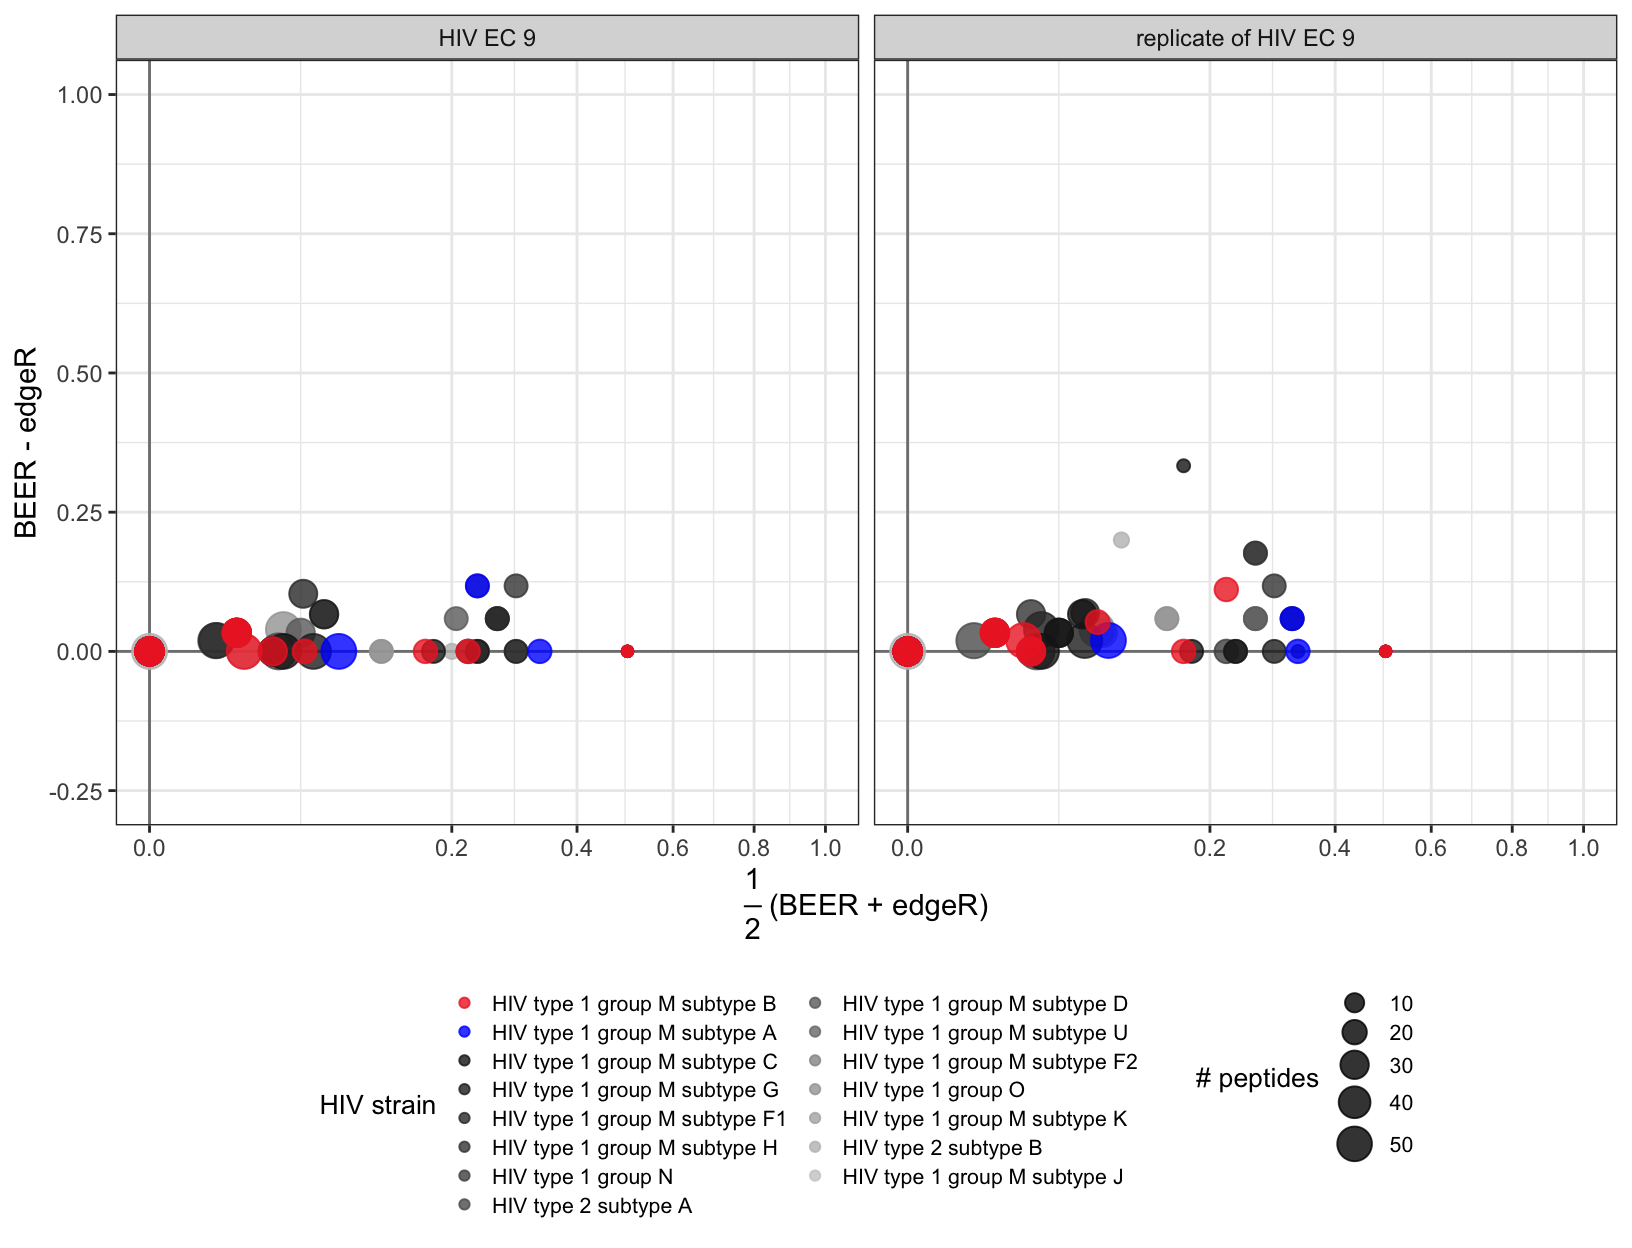 HIV EC 9
replicate of HIV EC 9
1.00
0.75
0.50
0.25
0.00
-0.25
BEER - edgeR
0.0 0.2 0.4 0.6 0.8 1.0
0.0 0.2 0.4 0.6 0.8 1.0
1
2
(BEER + edgeR)
HIV strain
HIV type 1 group M subtype B
HIV type 1 group M subtype A
HIV type 1 group M subtype C
HIV type 1 group M subtype G
HIV type 1 group M subtype F1
HIV type 1 group M subtype H
HIV type 1 group N
HIV type 2 subtype A
HIV type 1 group M subtype D
HIV type 1 group M subtype U
HIV type 1 group M subtype F2
HIV type 1 group O
HIV type 1 group M subtype K
HIV type 2 subtype B
HIV type 1 group M subtype J
# peptides
10
20
30
40
50